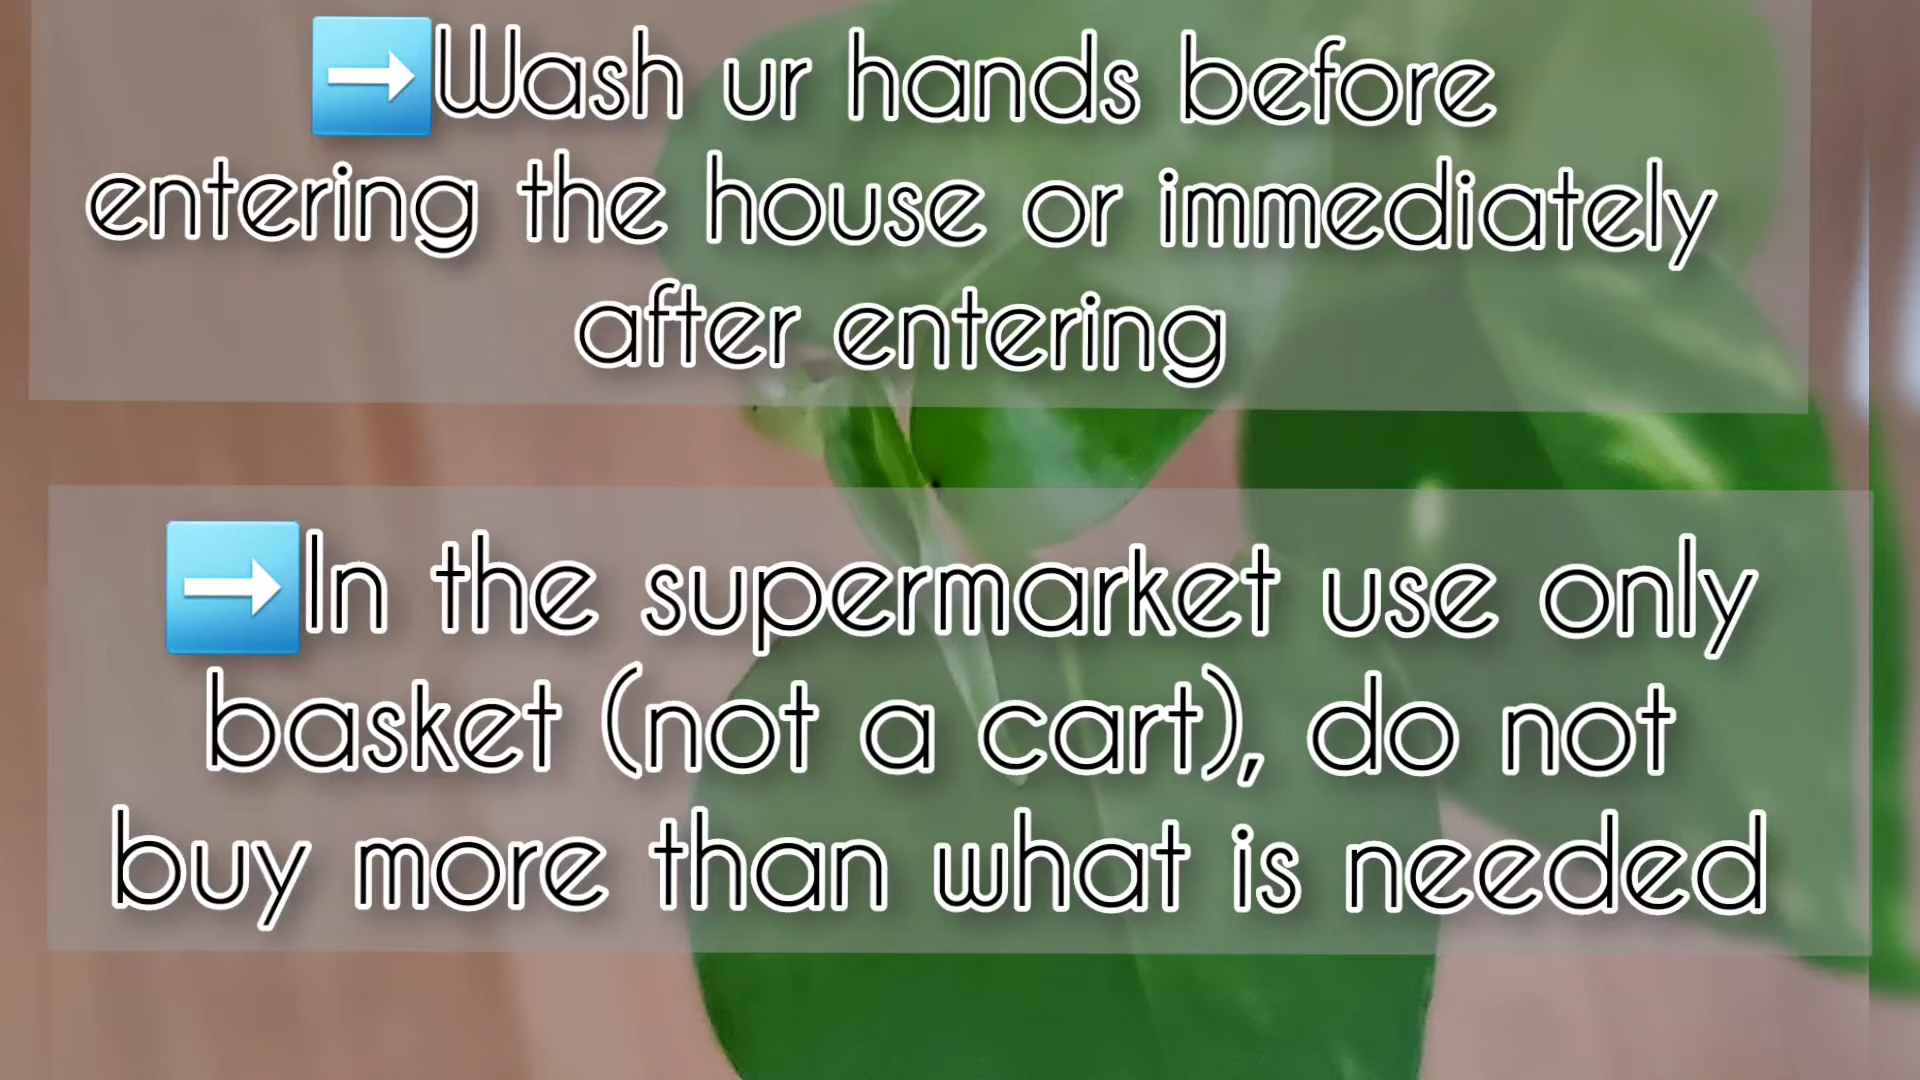 ➡️Wash ur hands before
entering the house or immediately
after entering
➡️In the supermarket use only
basket (not a cart), do not
buy more than what is needed